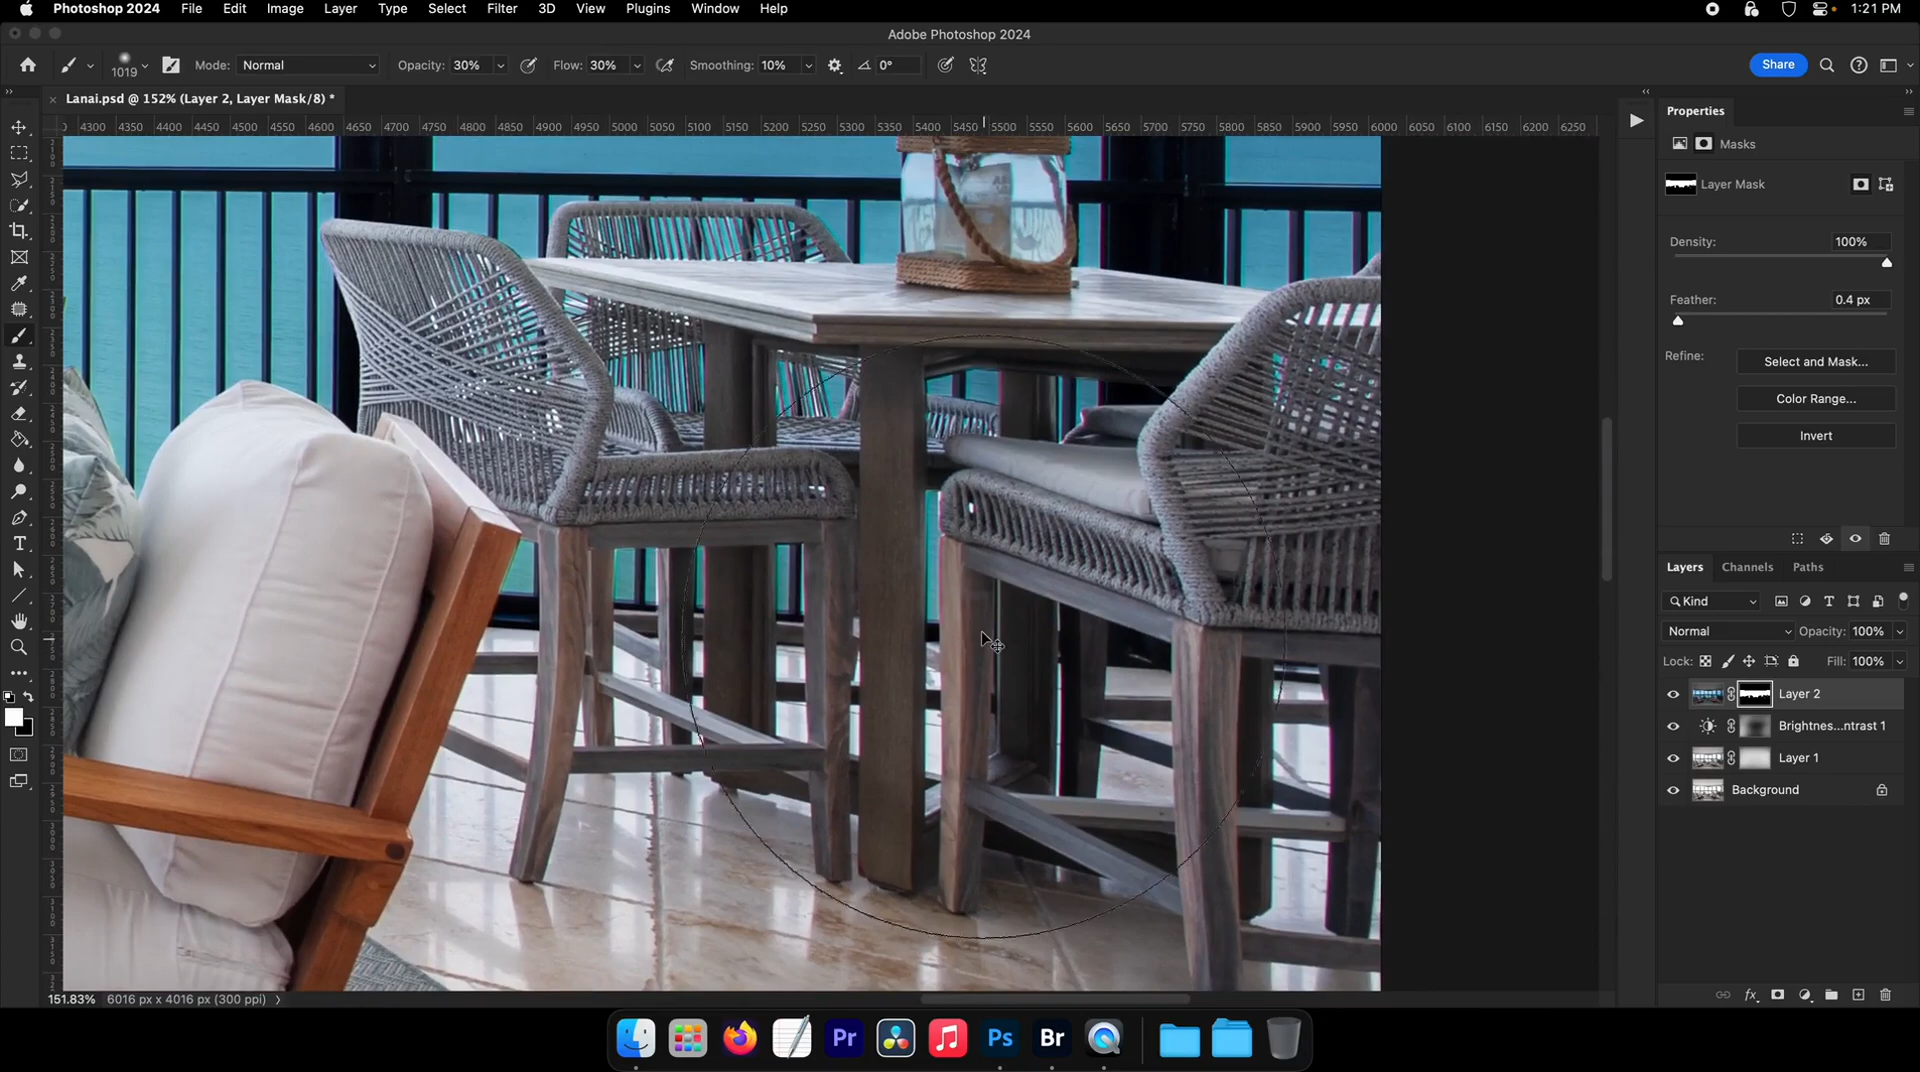 Photoshop 2024 File Edit Image Layer Type Select Filter 3D View Plugins Window Help 1:21 PM
Adobe Photoshop 2024
1019 Mode: Normal Opacity: 30% Flow: 30% Smoothing: 10% 0° Share
Lanai.psd @ 152% (Layer 2, Layer Mask/8) *
4300 4350 4400 4450 4500 4550 4600 4650 4700 4750 4800 4850 4900 4950 5000 5050 5100 5150 5200 5250 5300 5350 5400 5450 5500 5550 5600 5650 5700 5750 5800 5850 5900 5950 6000 6050 6100 6150 6200 6250
Properties
Masks
Layer Mask
Density: 100%
Feather: 0.4 px
Refine: Select and Mask...
Color Range...
Invert
Layers Channels Paths
Kind
Normal Opacity: 100%
Lock: Fill: 100%
Layer 2
Brightnes...ntrast 1
Layer 1
Background
151.83% 6016 px x 4016 px (300 ppi)
Pr Ps Br